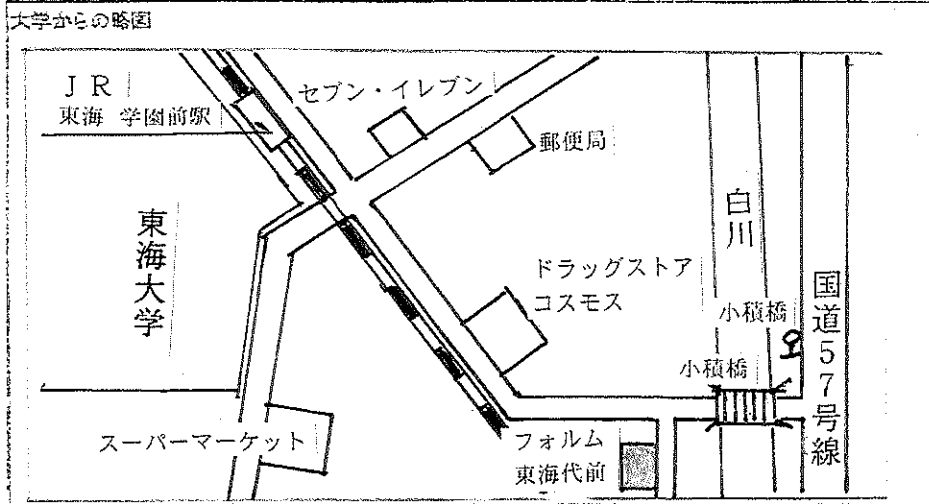 大学からの略図
JR
東海 学園前駅
セブン・イレブン
郵便局
東海大学
白川
ドラッグストア
コスモス
小積橋
国道57号線
小積橋
スーパーマーケット
フォルム
東海代前